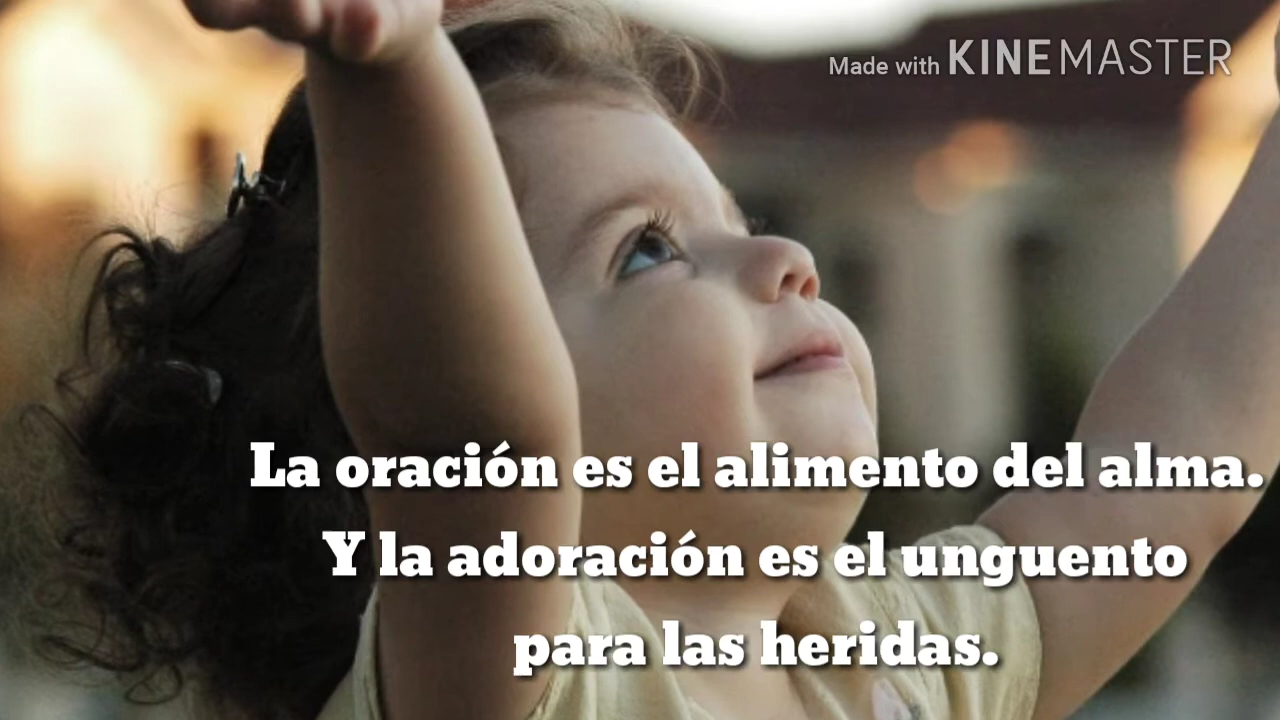 Made with KINEMASTER
La oración es el alimento del alma.
Y la adoración es el unguento
para las heridas.